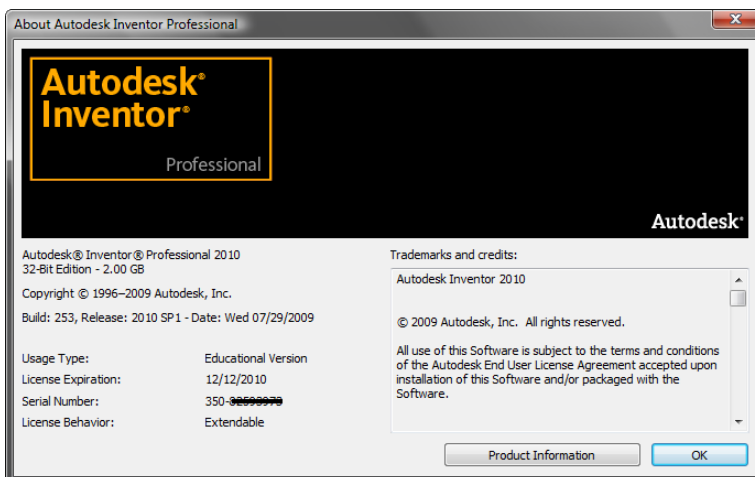 About Autodesk Inventor Professional
Autodesk®
Inventor®
Professional
Autodesk®
Autodesk® Inventor® Professional 2010
32-Bit Edition - 2.00 GB
Copyright © 1996–2009 Autodesk, Inc.
Build: 253, Release: 2010 SP1 - Date: Wed 07/29/2009
Usage Type: Educational Version
License Expiration: 12/12/2010
Serial Number: 350-
License Behavior: Extendable
Trademarks and credits:
Autodesk Inventor 2010
© 2009 Autodesk, Inc. All rights reserved.
All use of this Software is subject to the terms and conditions
of the Autodesk End User License Agreement accepted upon
installation of this Software and/or packaged with the
Software.
Product Information
OK